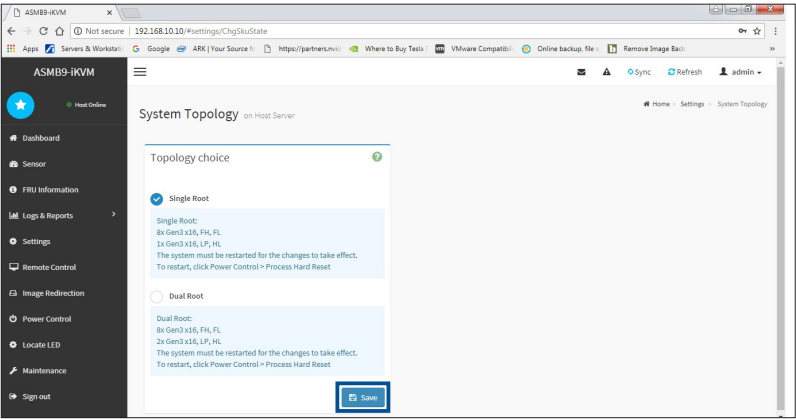 ASMB9-iKVM
Not secure | 192.168.10.10/#settings/ChgSkuState
Apps Servers & Workstati Google ARK | Your Source fo https://partners.nvid Where to Buy Tesla VMware Compatibili Online backup, file s Remove Image Back »
ASMB9-iKVM
Sync Refresh admin
Host Online
System Topology on Host Server
Home > Settings > System Topology
Dashboard
Sensor
FRU Information
Logs & Reports >
Settings
Remote Control
Image Redirection
Power Control
Locate LED
Maintenance
Sign out
Topology choice ?
Single Root
Single Root:
8x Gen3 x16, FH, FL
1x Gen3 x16, LP, HL
The system must be restarted for the changes to take effect.
To restart, click Power Control > Process Hard Reset
Dual Root
Dual Root:
8x Gen3 x16, FH, FL
2x Gen3 x16, LP, HL
The system must be restarted for the changes to take effect.
To restart, click Power Control > Process Hard Reset
Save